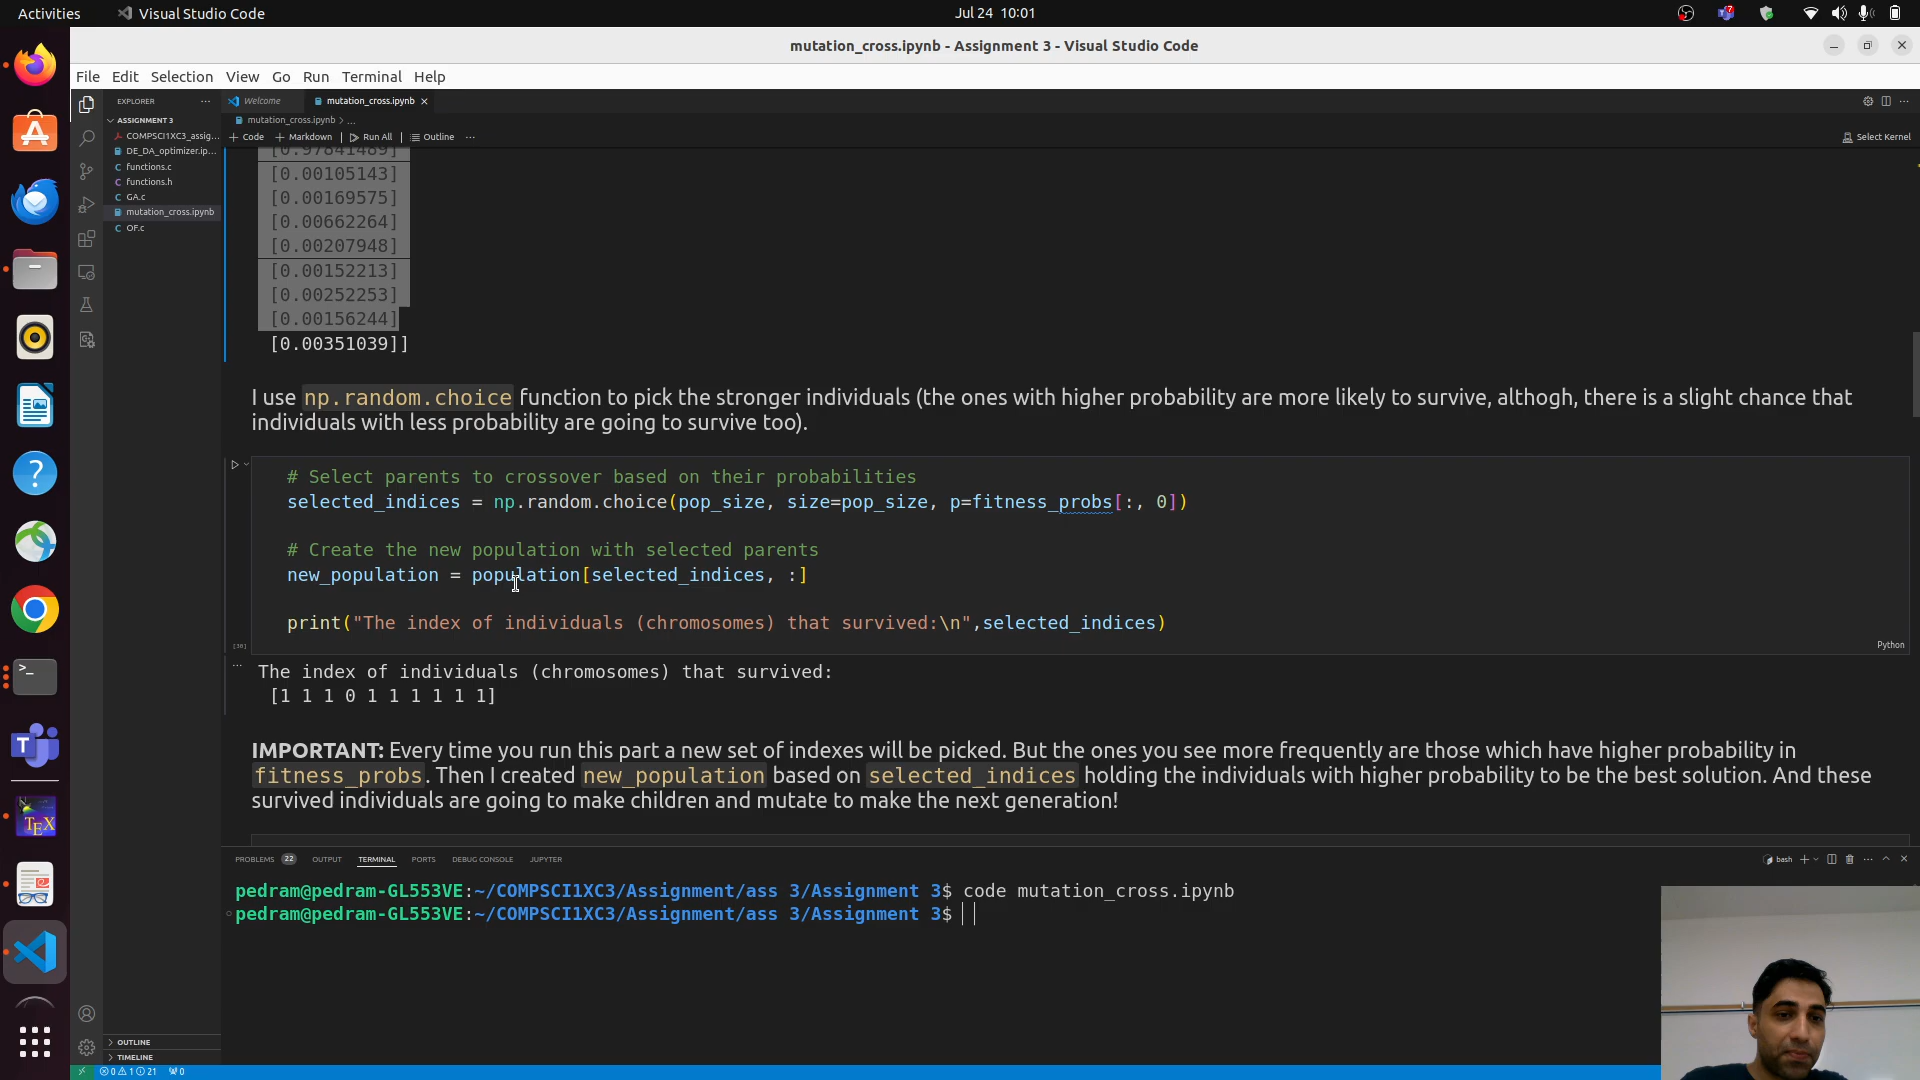 Activities
Visual Studio Code
Jul 24 10:01
mutation_cross.ipynb - Assignment 3 - Visual Studio Code
File Edit Selection View Go Run Terminal Help
EXPLORER
Welcome
mutation_cross.ipynb
ASSIGNMENT 3
mutation_cross.ipynb > ...
COMPSCI1XC3_assig...
DE_DA_optimizer.ip...
functions.c
functions.h
GA.c
mutation_cross.ipynb
OF.c
+ Code + Markdown Run All Outline ...
Select Kernel
[0.97841489]
[0.00105143]
[0.00169575]
[0.00662264]
[0.00207948]
[0.00152213]
[0.00252253]
[0.00156244]
[0.00351039]]
I use np.random.choice function to pick the stronger individuals (the ones with higher probability are more likely to survive, althogh, there is a slight chance that
individuals with less probability are going to survive too).
# Select parents to crossover based on their probabilities
selected_indices = np.random.choice(pop_size, size=pop_size, p=fitness_probs[:, 0])
# Create the new population with selected parents
new_population = population[selected_indices, :]
print("The index of individuals (chromosomes) that survived:\n",selected_indices)
[38]
Python
The index of individuals (chromosomes) that survived:
[1 1 1 0 1 1 1 1 1 1]
IMPORTANT: Every time you run this part a new set of indexes will be picked. But the ones you see more frequently are those which have higher probability in
fitness_probs. Then I created new_population based on selected_indices holding the individuals with higher probability to be the best solution. And these
survived individuals are going to make children and mutate to make the next generation!
PROBLEMS 22 OUTPUT TERMINAL PORTS DEBUG CONSOLE JUPYTER
bash
pedram@pedram-GL553VE:~/COMPSCI1XC3/Assignment/ass 3/Assignment 3$ code mutation_cross.ipynb
pedram@pedram-GL553VE:~/COMPSCI1XC3/Assignment/ass 3/Assignment 3$
OUTLINE
TIMELINE
0 1 21 0